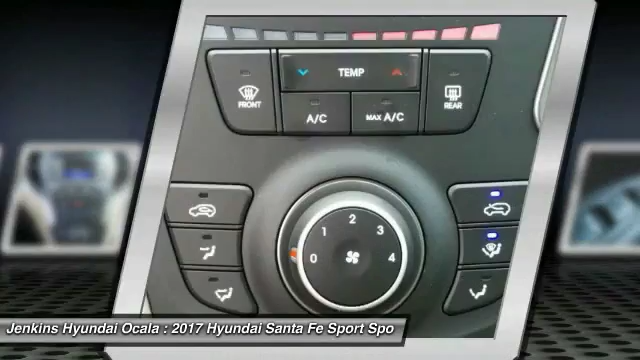 TEMP
FRONT
A/C
MAX A/C
REAR
0 1 2 3 4
Jenkins Hyundai Ocala : 2017 Hyundai Santa Fe Sport Spo